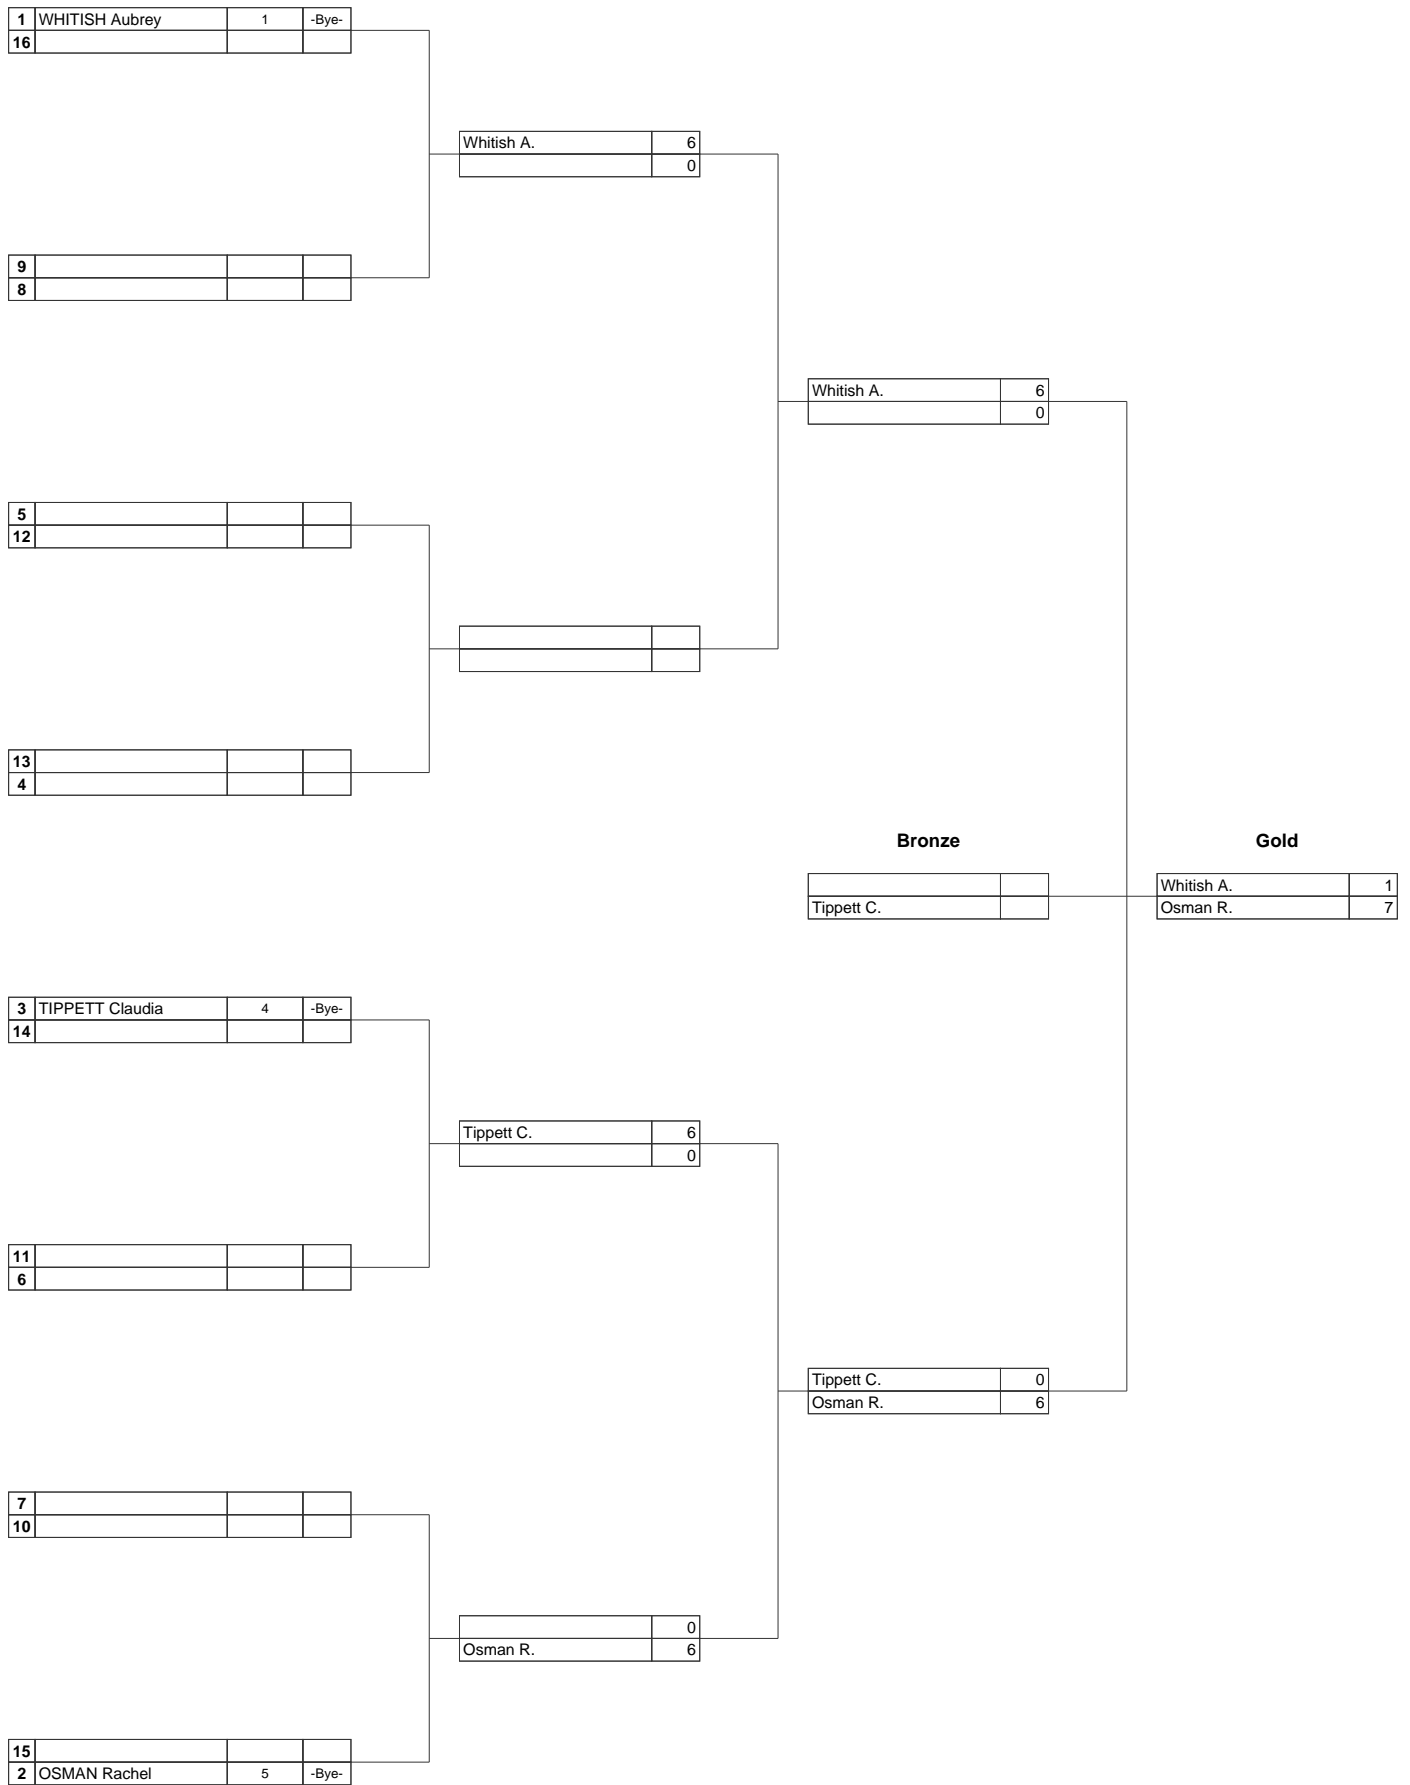 1 WHITISH Aubrey 1 -Bye-
16
Whitish A. 6
0
9
8
Whitish A. 6
0
5
12
13
4
Bronze Gold
Whitish A. 1
Tippett C. Osman R. 7
3 TIPPETT Claudia 4 -Bye-
14
Tippett C. 6
0
11
6
Tippett C. 0
Osman R. 6
7
10
0
Osman R. 6
15
2 OSMAN Rachel 5 -Bye-